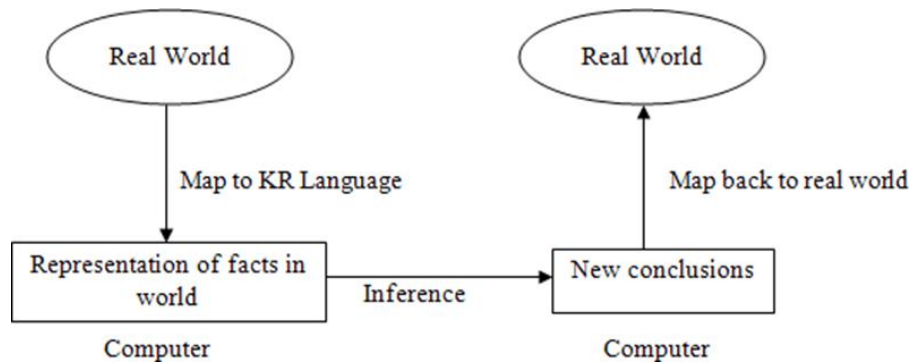 Real World
Real World
Map to KR Language
Map back to real world
Representation of facts in
world
Inference
New conclusions
Computer
Computer